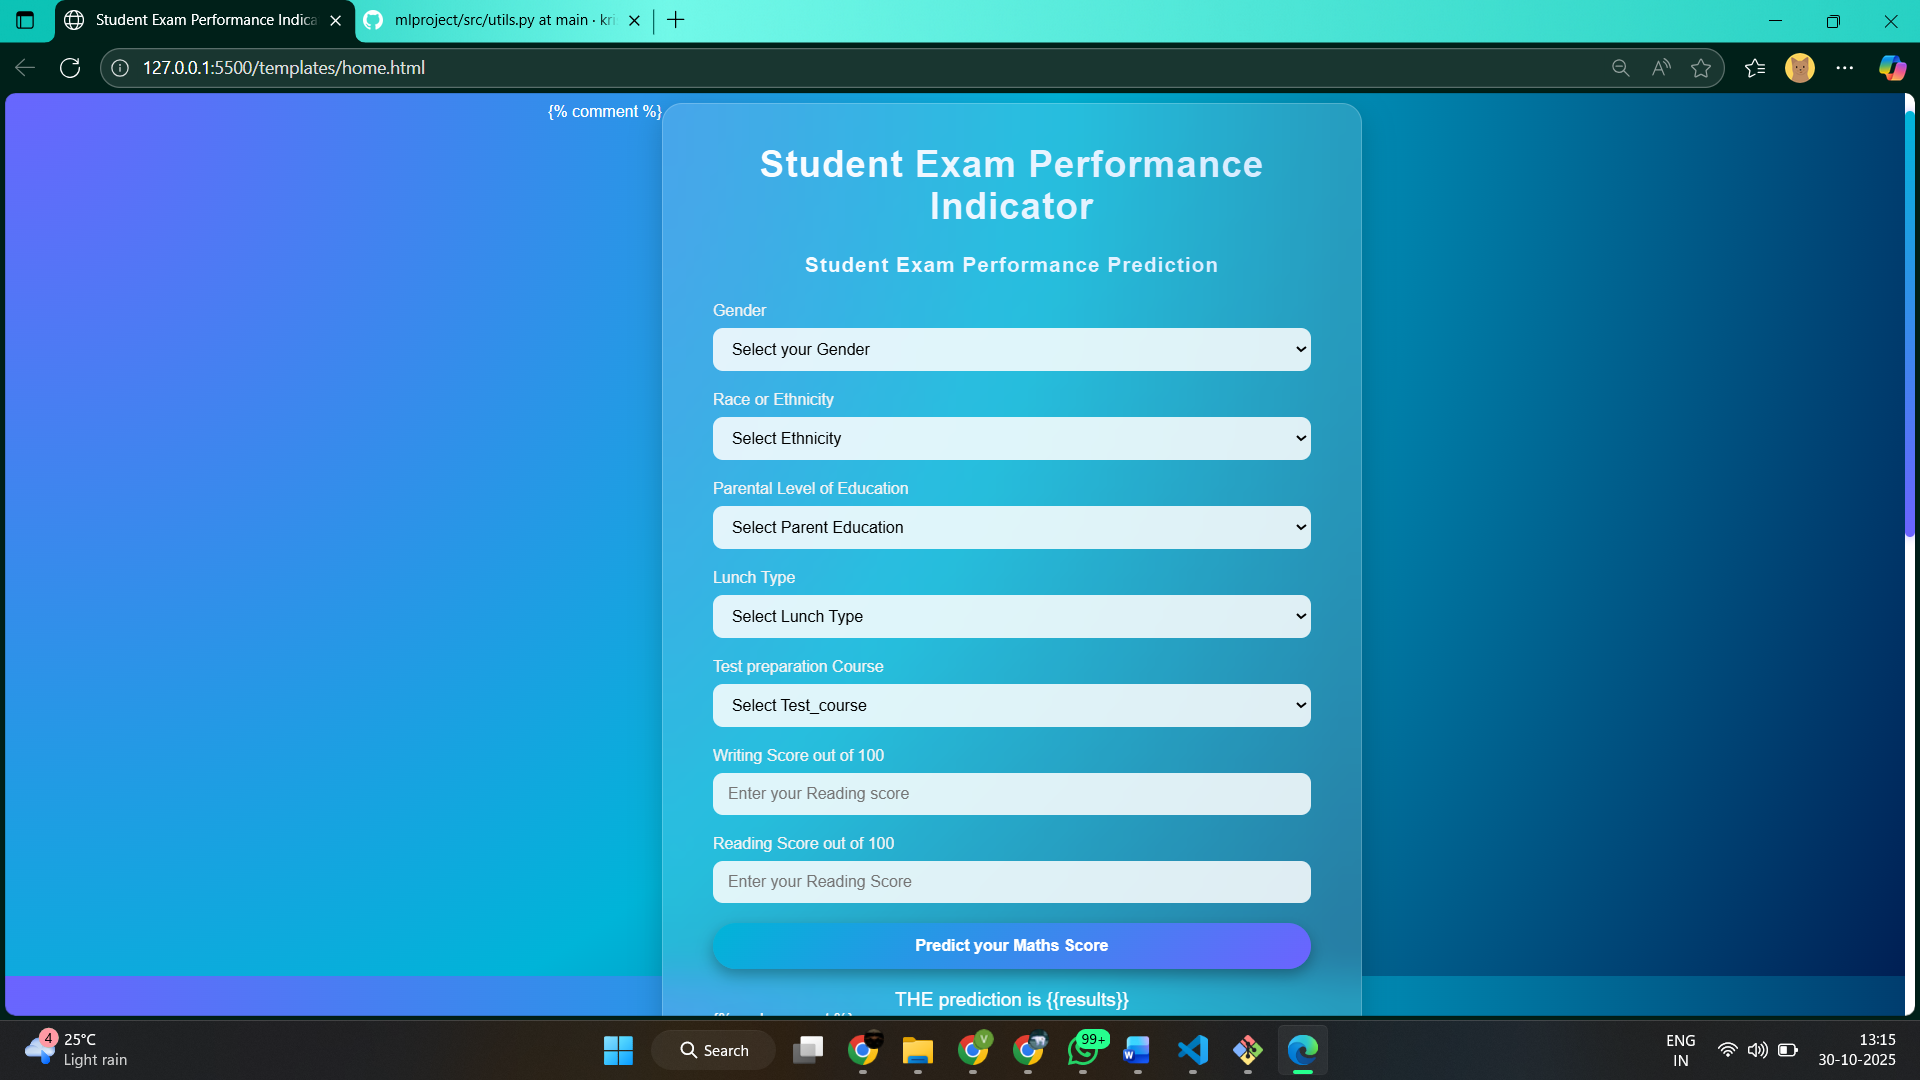 Student Exam Performance Indica
mlproject/src/utils.py at main · kri
127.0.0.1:5500/templates/home.html
{% comment %}
Student Exam Performance
Indicator
Student Exam Performance Prediction
Gender
Select your Gender
Race or Ethnicity
Select Ethnicity
Parental Level of Education
Select Parent Education
Lunch Type
Select Lunch Type
Test preparation Course
Select Test_course
Writing Score out of 100
Enter your Reading score
Reading Score out of 100
Enter your Reading Score
Predict your Maths Score
THE prediction is {{results}}
4
25°C
Light rain
Search
V
99+
ENG
IN
13:15
30-10-2025